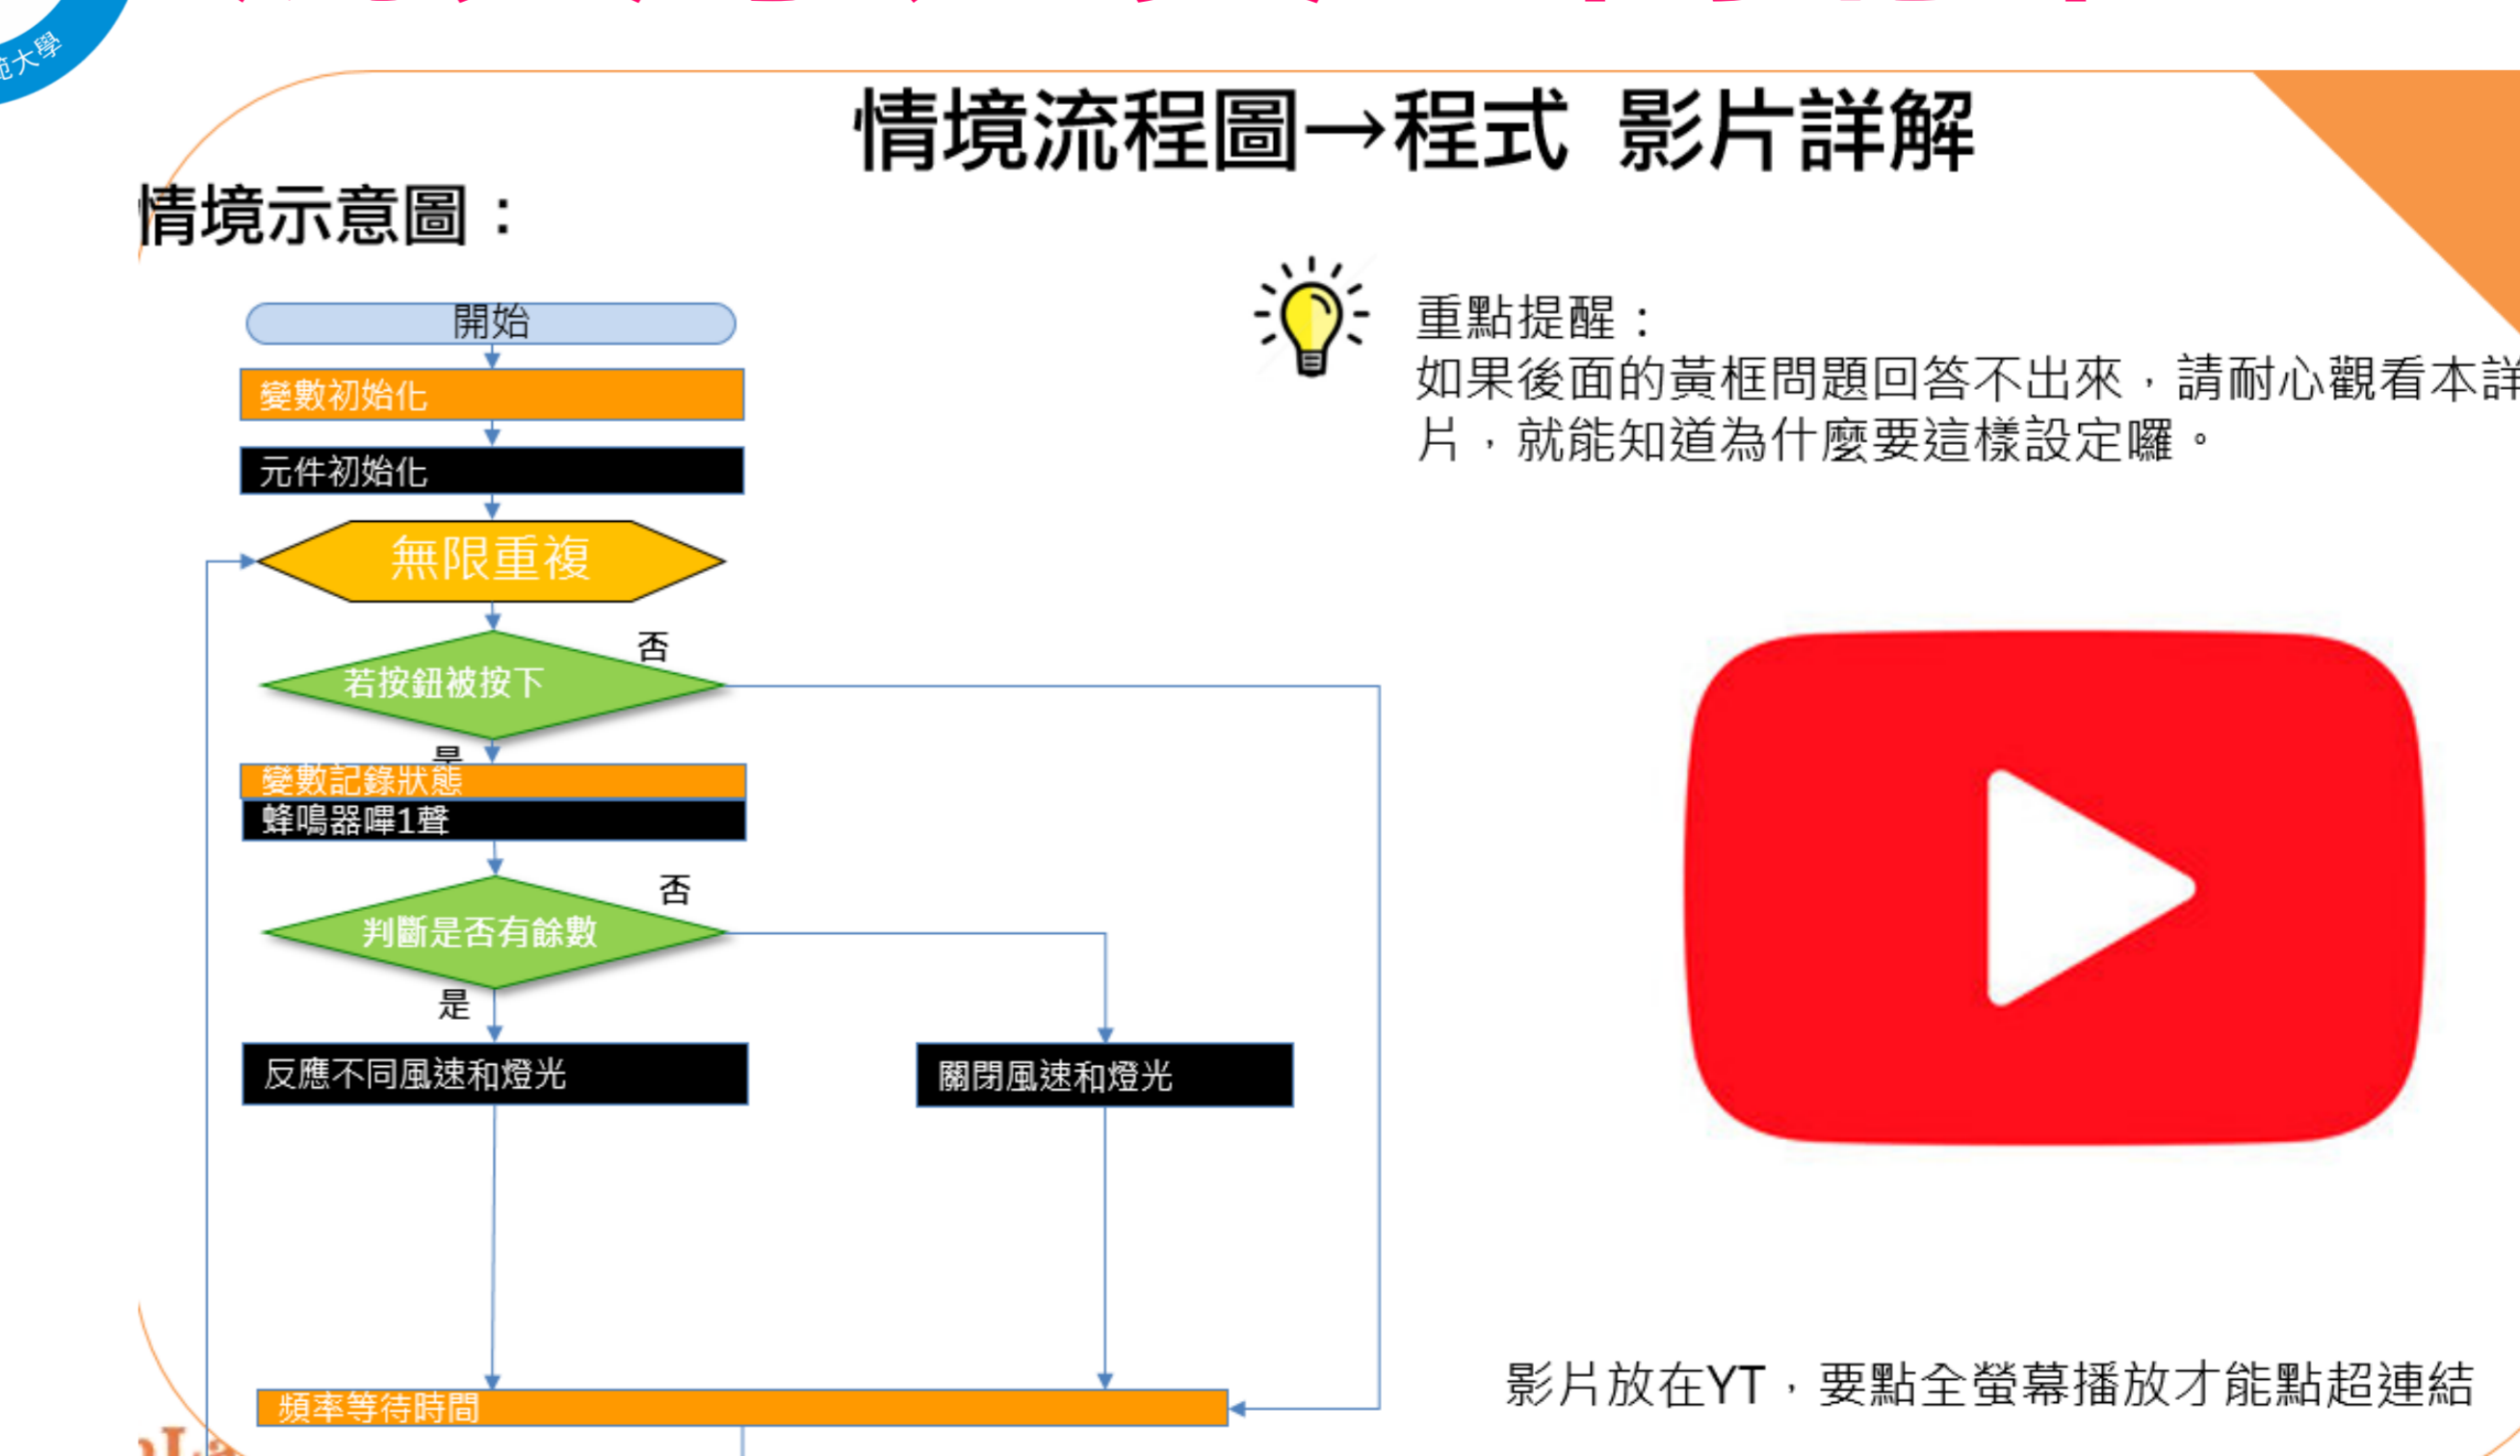 大學
情境流程圖→程式 影片詳解
情境示意圖：
開始
變數初始化
元件初始化
無限重複
否
若按鈕被按下
是
變數記錄狀態
蜂鳴器嗶1聲
否
判斷是否有餘數
是
反應不同風速和燈光
關閉風速和燈光
頻率等待時間
重點提醒：
如果後面的黃框問題回答不出來，請耐心觀看本詳
片，就能知道為什麼要這樣設定囉。
影片放在YT，要點全螢幕播放才能點超連結